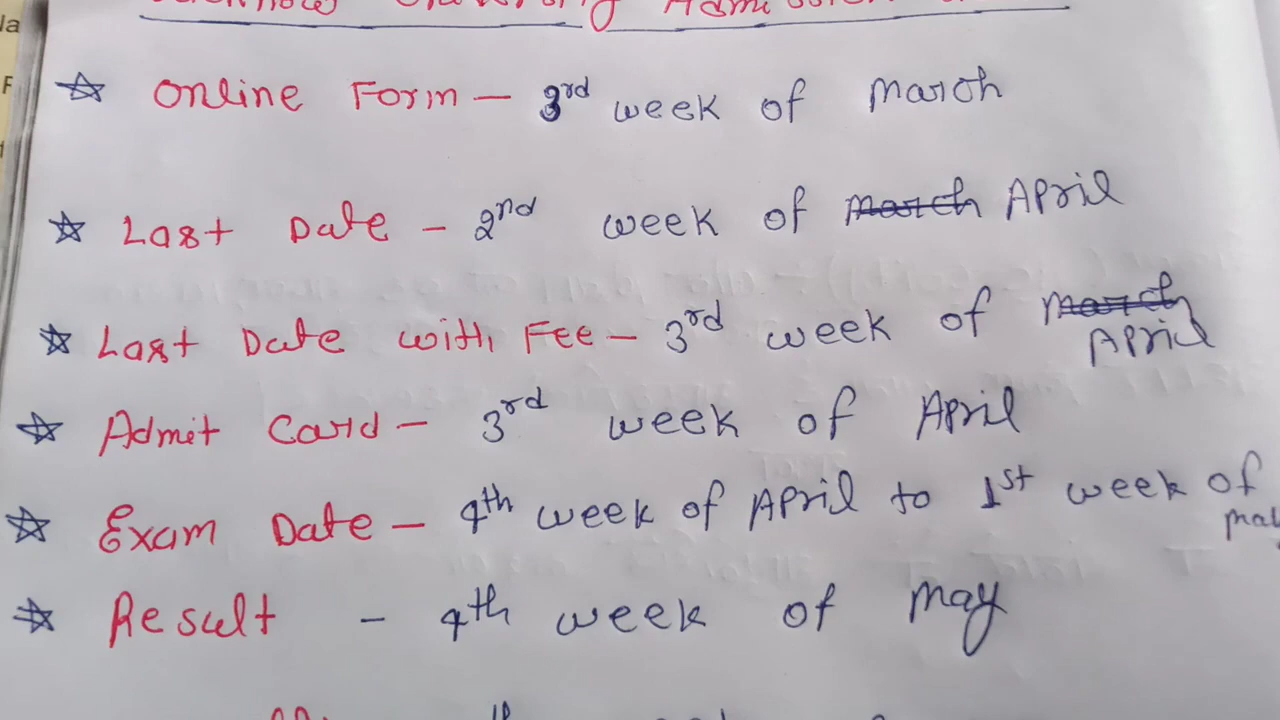 ☆ Online Form - 3rd week of March
☆ Last Date - 2nd week of March April
☆ Last Date with Fee - 3rd week of March
April
☆ Admit Card - 3rd week of April
☆ Exam Date - 4th week of April to 1st week of
may
☆ Result - 4th week of may